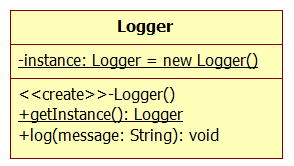 Logger
-instance: Logger = new Logger()
<<create>>-Logger()
+getInstance(): Logger
+log(message: String): void